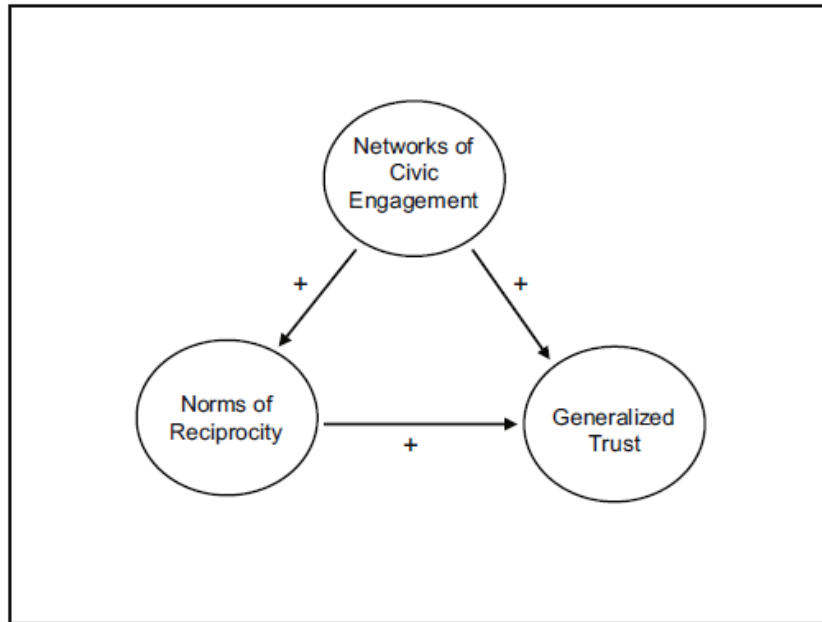 Networks of
Civic
Engagement
+
+
Norms of
Reciprocity
+
Generalized
Trust